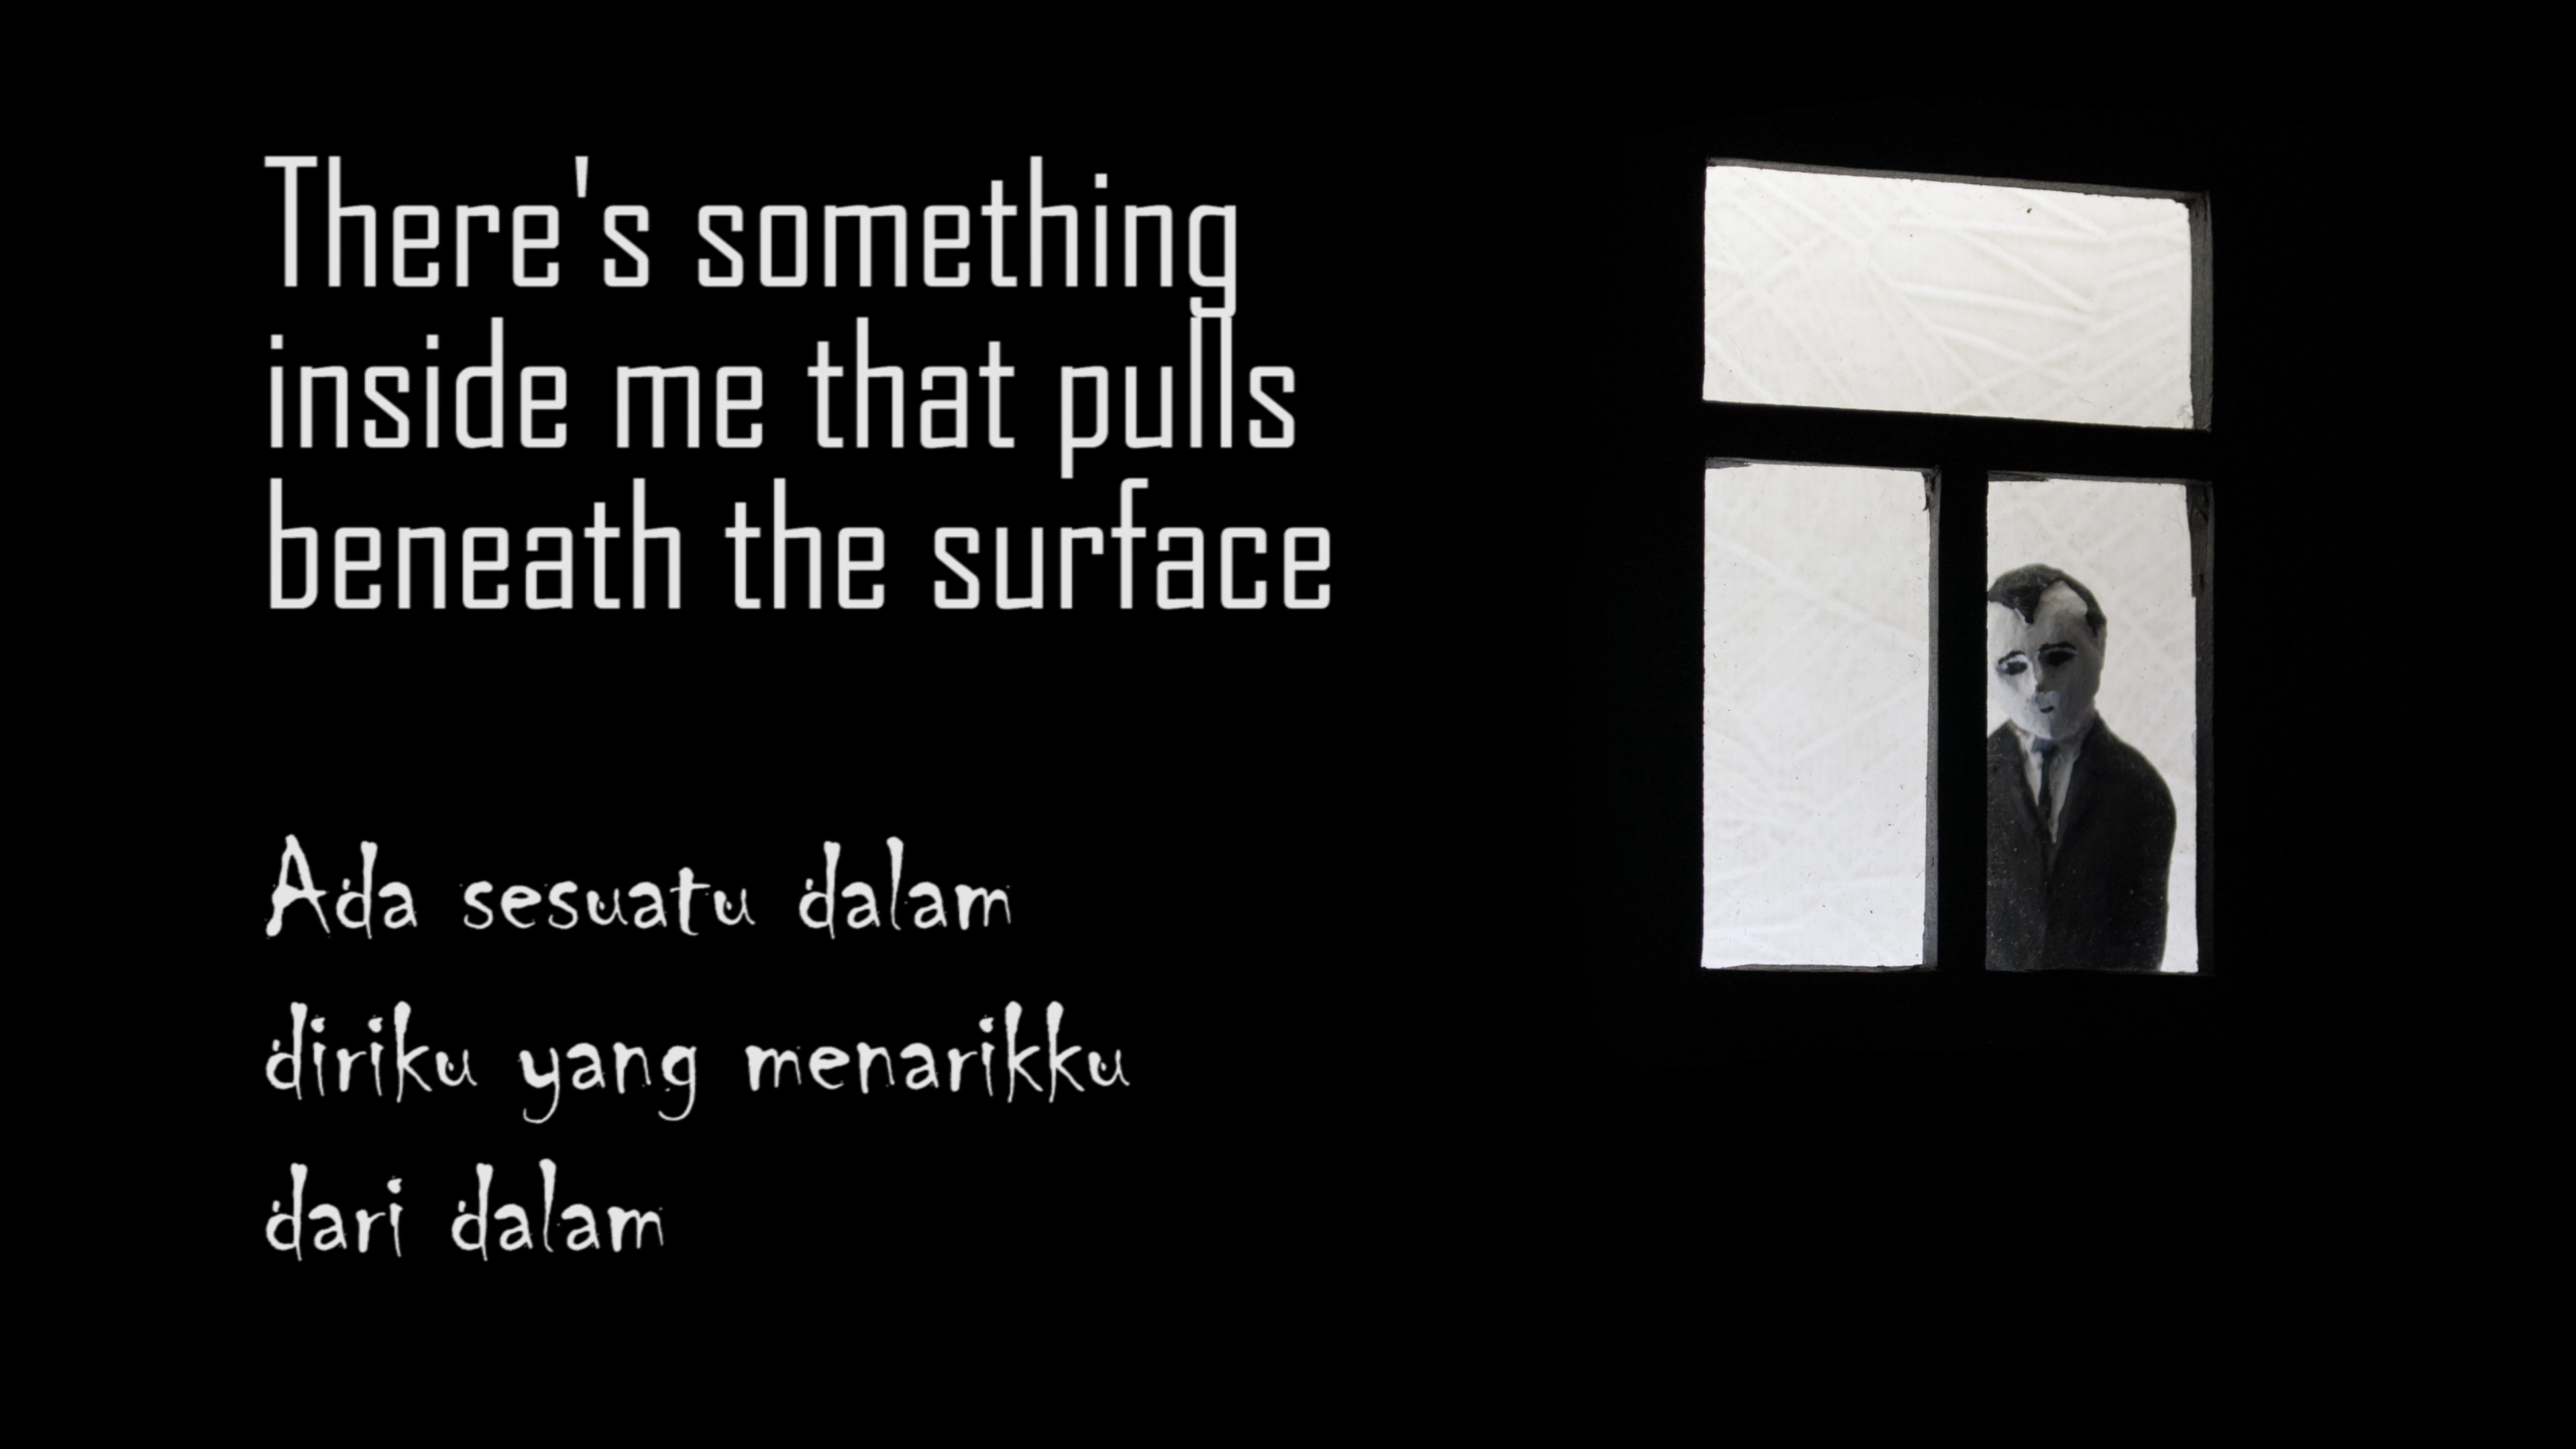 There's something
inside me that pulls
beneath the surface
Ada sesuatu dalam
diriku yang menarikku
dari dalam